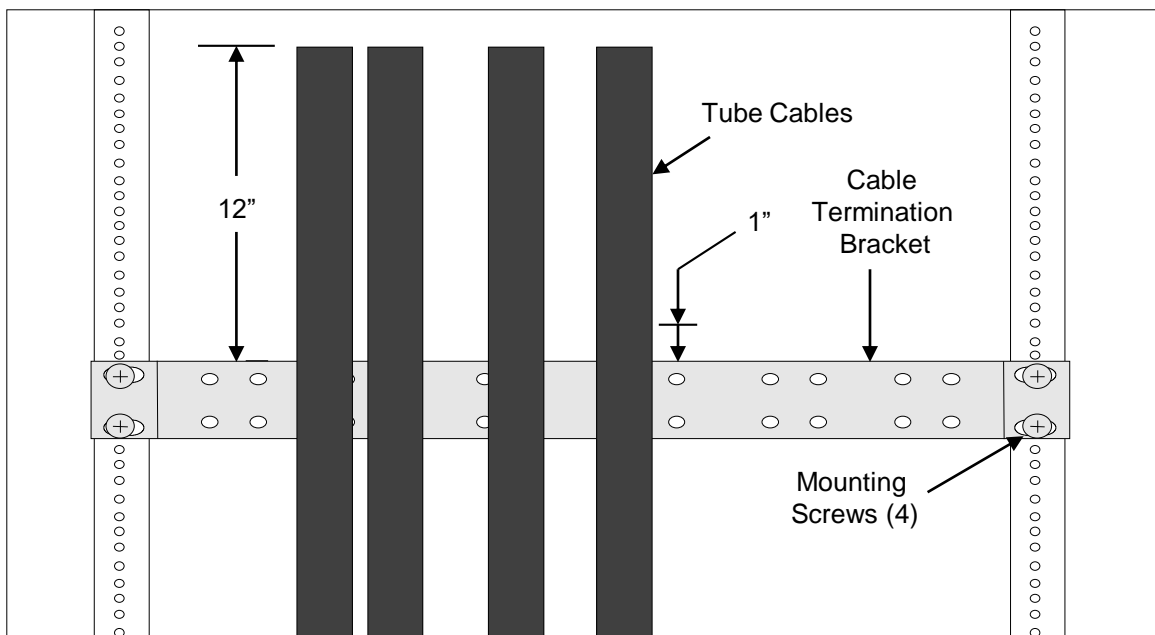 Tube Cables
12”
1”
Cable
Termination
Bracket
Mounting
Screws (4)